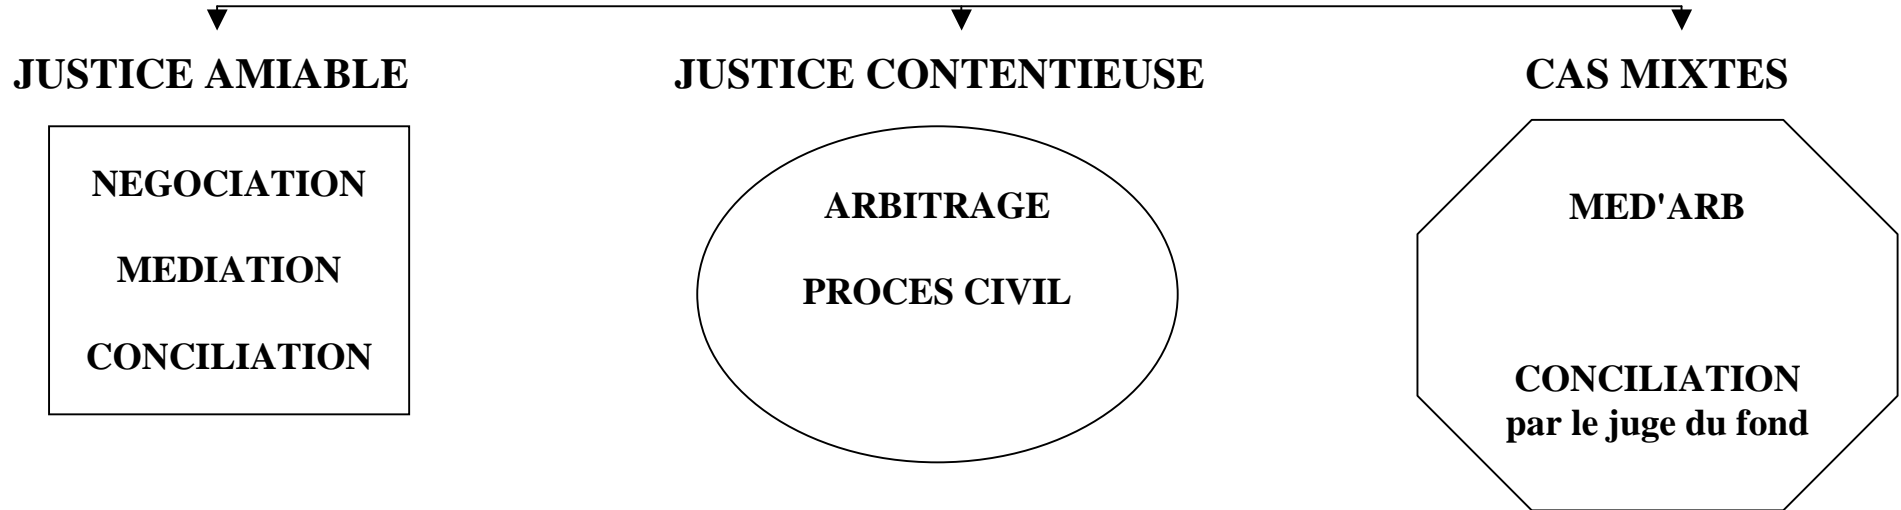 JUSTICE AMIABLE
NEGOCIATION
MEDIATION
CONCILIATION
JUSTICE CONTENTIEUSE
ARBITRAGE
PROCES CIVIL
CAS MIXTES
MED'ARB
CONCILIATION
par le juge du fond